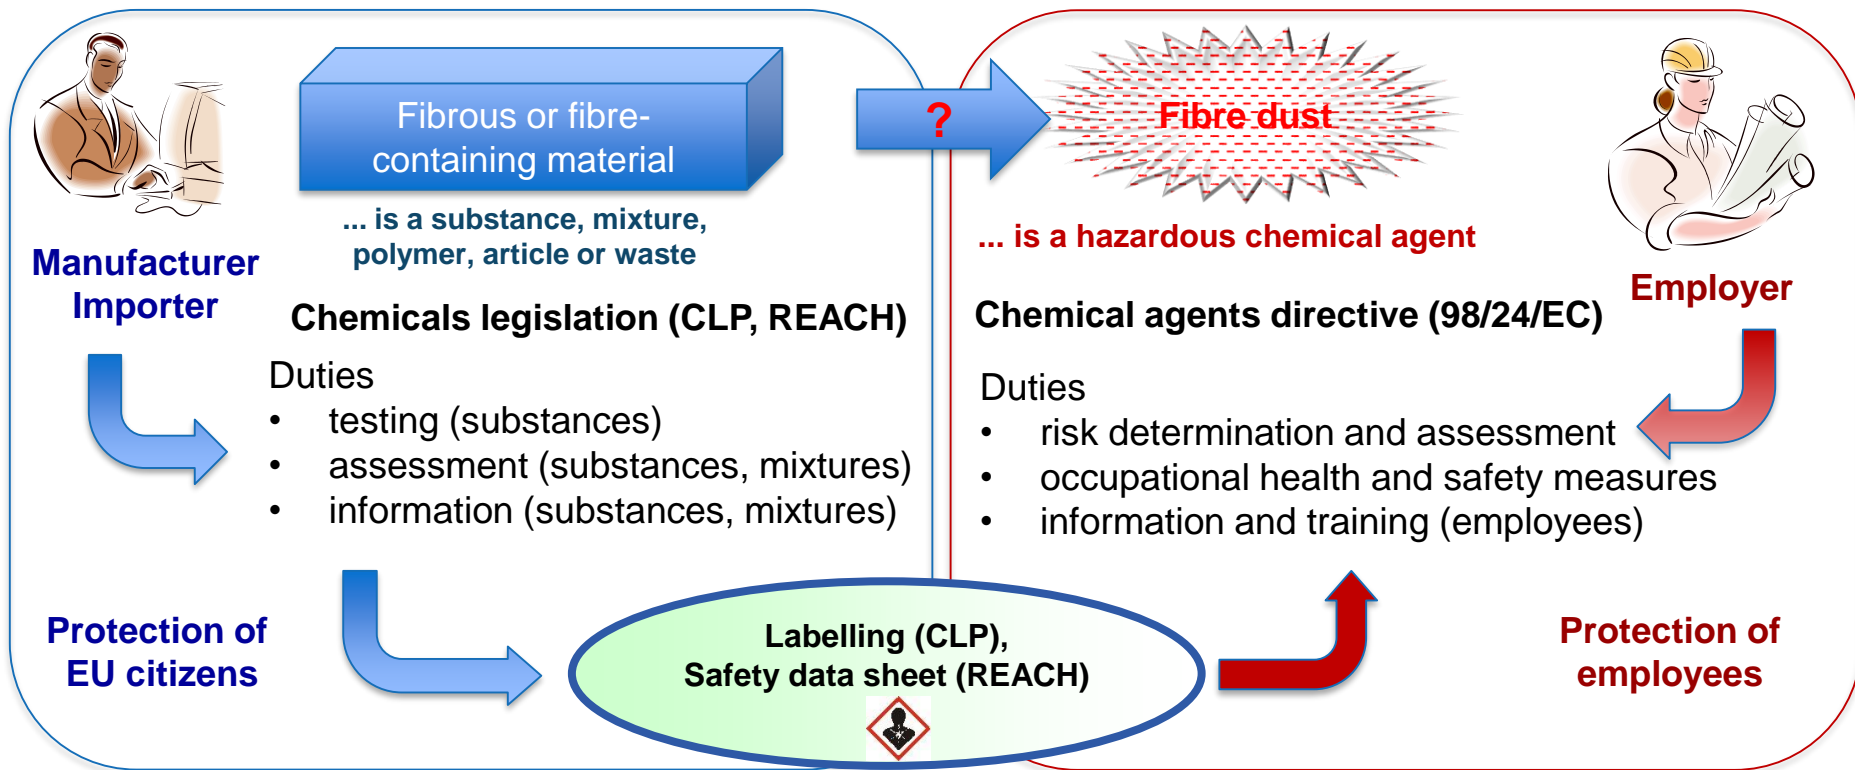 Fibrous or fibre-
containing material
... is a substance, mixture,
polymer, article or waste
Manufacturer
Importer
Chemicals legislation (CLP, REACH)
Duties
• testing (substances)
• assessment (substances, mixtures)
• information (substances, mixtures)
Protection of
EU citizens
?
Fibre dust
... is a hazardous chemical agent
Employer
Chemical agents directive (98/24/EC)
Duties
• risk determination and assessment
• occupational health and safety measures
• information and training (employees)
Protection of
employees
Labelling (CLP),
Safety data sheet (REACH)